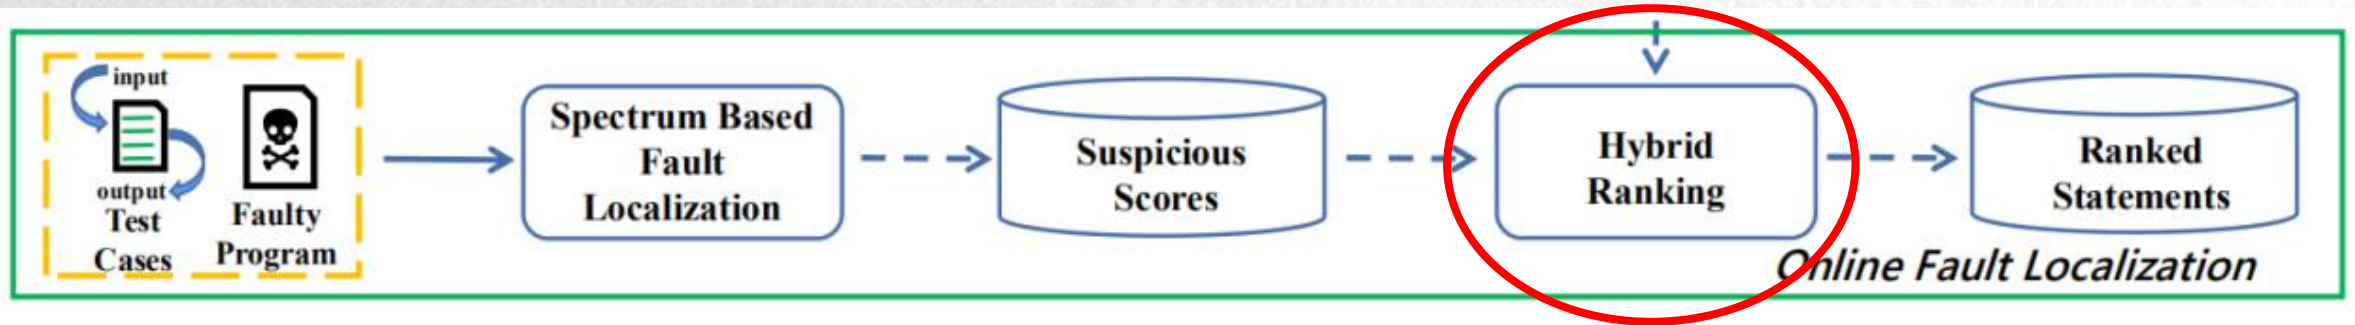 input
output
Test
Cases
Faulty
Program
Spectrum Based
Fault
Localization
Suspicious
Scores
Hybrid
Ranking
Ranked
Statements
Online Fault Localization